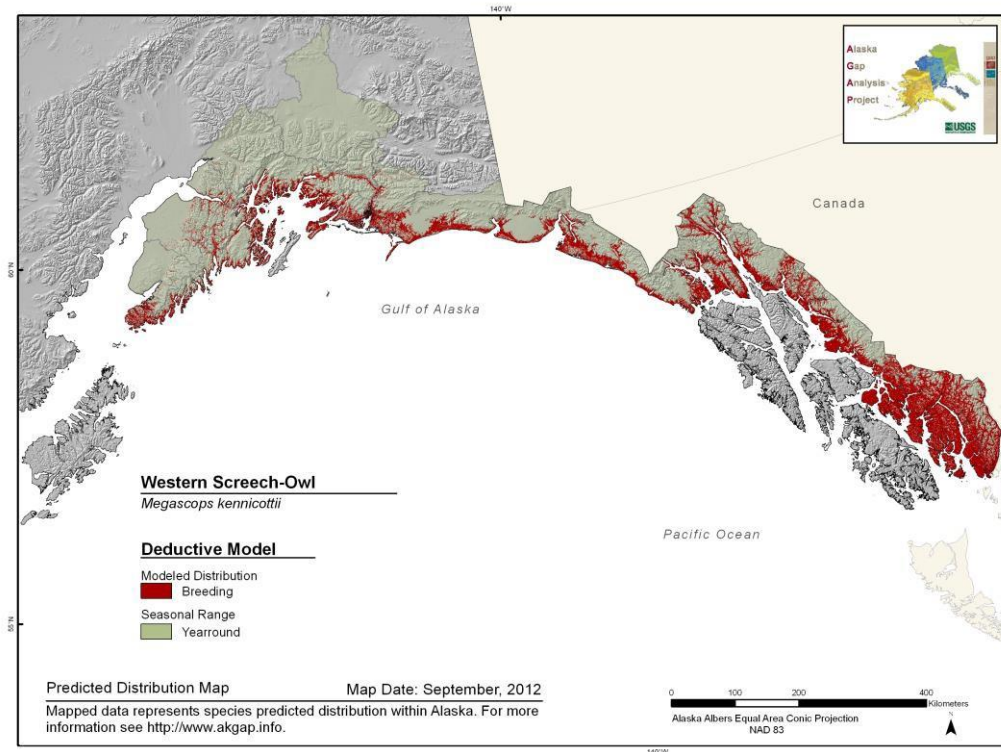 140°W
Alaska
Gap
Analysis
Project
USGS
Canada
60°N
Gulf of Alaska
Western Screech-Owl
Megascops kennicottii
Pacific Ocean
Deductive Model
Modeled Distribution
Breeding
Seasonal Range
Yearround
55°N
Predicted Distribution Map
Map Date: September, 2012
Mapped data represents species predicted distribution within Alaska. For more
information see http://www.akgap.info.
0 100 200 400
Kilometers
Alaska Albers Equal Area Conic Projection
NAD 83
N
140°W